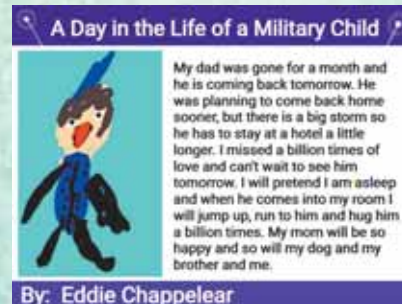 A Day in the Life of a Military Child
My dad was gone for a month and
he is coming back tomorrow. He
was planning to come back home
sooner, but there is a big storm so
he has to stay at a hotel a little
longer. I missed a billion times of
love and can't wait to see him
tomorrow. I will pretend I am asleep
and when he comes into my room I
will jump up, run to him and hug him
a billion times. My mom will be so
happy and so will my dog and my
brother and me.
By: Eddie Chappelear